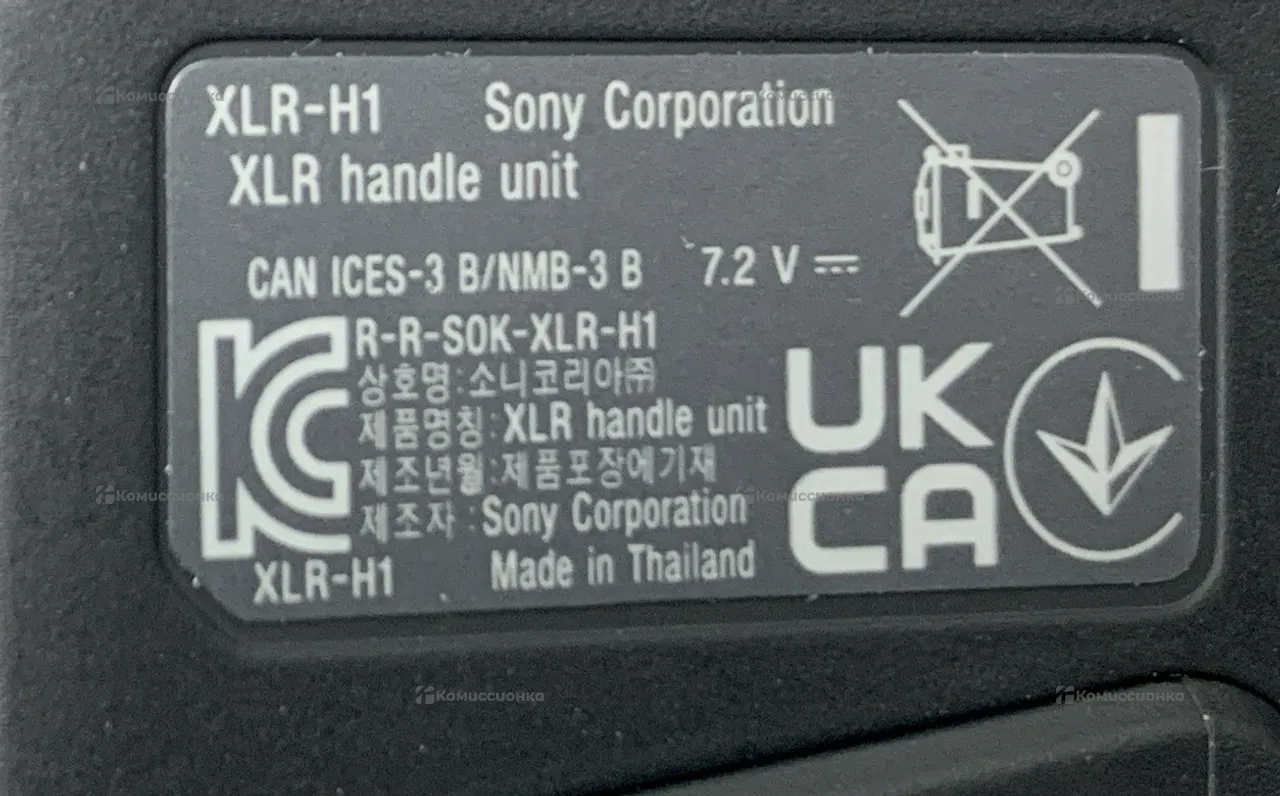 XLR-H1 Sony Corporation
XLR handle unit
CAN ICES-3 B/NMB-3 B 7.2 V ⎓
R-R-SOK-XLR-H1
상호명:소니코리아㈜
제품명칭:XLR handle unit
제조년월:제품포장에기재
제조자:Sony Corporation
XLR-H1 Made in Thailand
UK
CA
Комиссионка
Комиссионка
Комиссионка
Комиссионка
Комиссионка
Комиссионка
Комиссионка